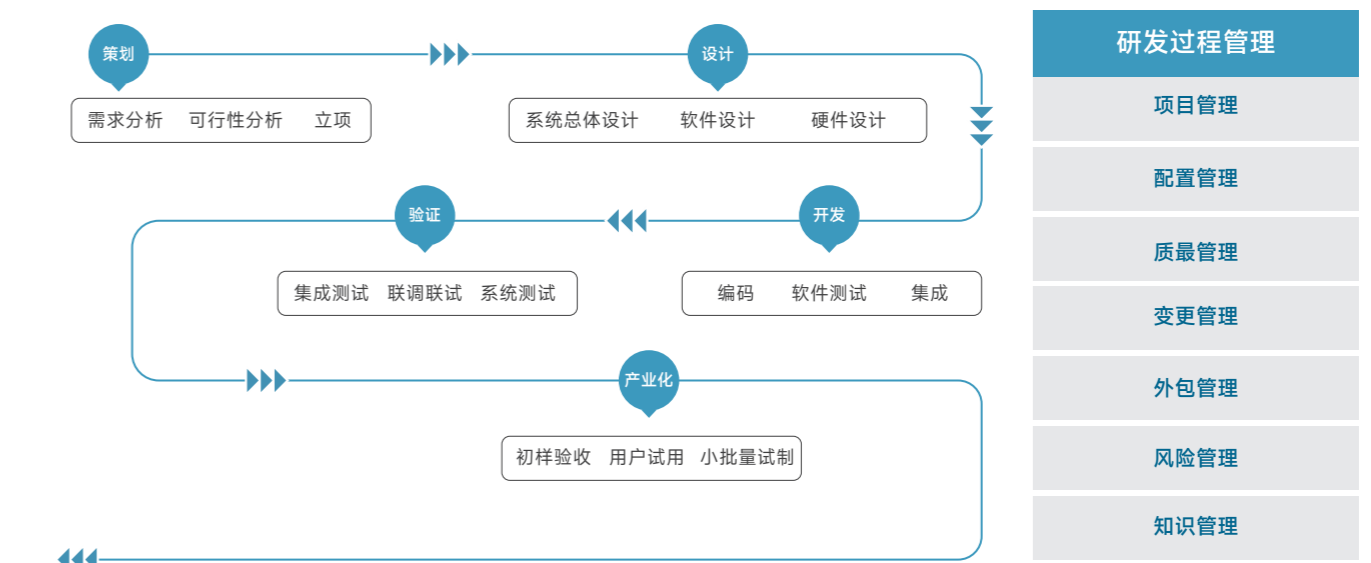 策划
设计
需求分析 可行性分析 立项
系统总体设计 软件设计 硬件设计
验证
开发
集成测试 联调联试 系统测试
编码 软件测试 集成
产业化
初样验收 用户试用 小批量试制
研发过程管理
项目管理
配置管理
质最管理
变更管理
外包管理
风险管理
知识管理